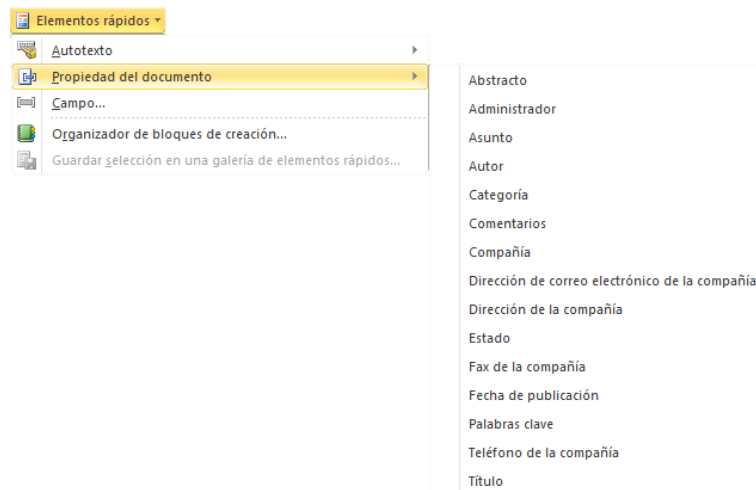 Elementos rápidos
Autotexto
Propiedad del documento
Campo...
Organizador de bloques de creación...
Guardar selección en una galería de elementos rápidos...
Abstracto
Administrador
Asunto
Autor
Categoría
Comentarios
Compañía
Dirección de correo electrónico de la compañía
Dirección de la compañía
Estado
Fax de la compañía
Fecha de publicación
Palabras clave
Teléfono de la compañía
Título